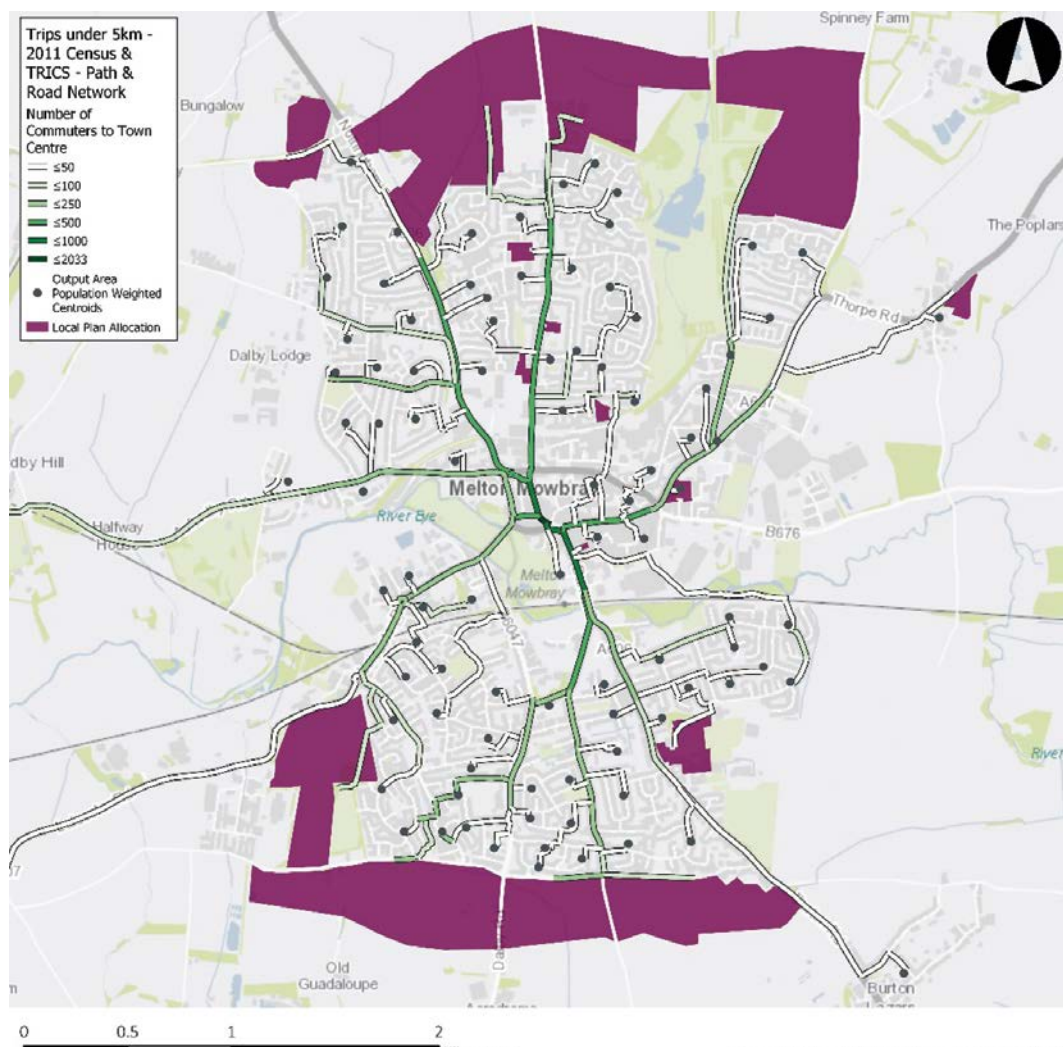 Trips under 5km -
2011 Census &
TRICS - Path &
Road Network
Number of
Commuters to Town
Centre
≤50
≤100
≤250
≤500
≤1000
≤2033
Output Area
Population Weighted
Centroids
Local Plan Allocation
Spinney Farm
Bungalow
The Poplars
Thorpe Rd
Dalby Lodge
Melton Mowbray
River Eye
Halfway
B676
Melton
Mowbray
River
Old
Guadaloupe
Burton
0
0.5
1
2